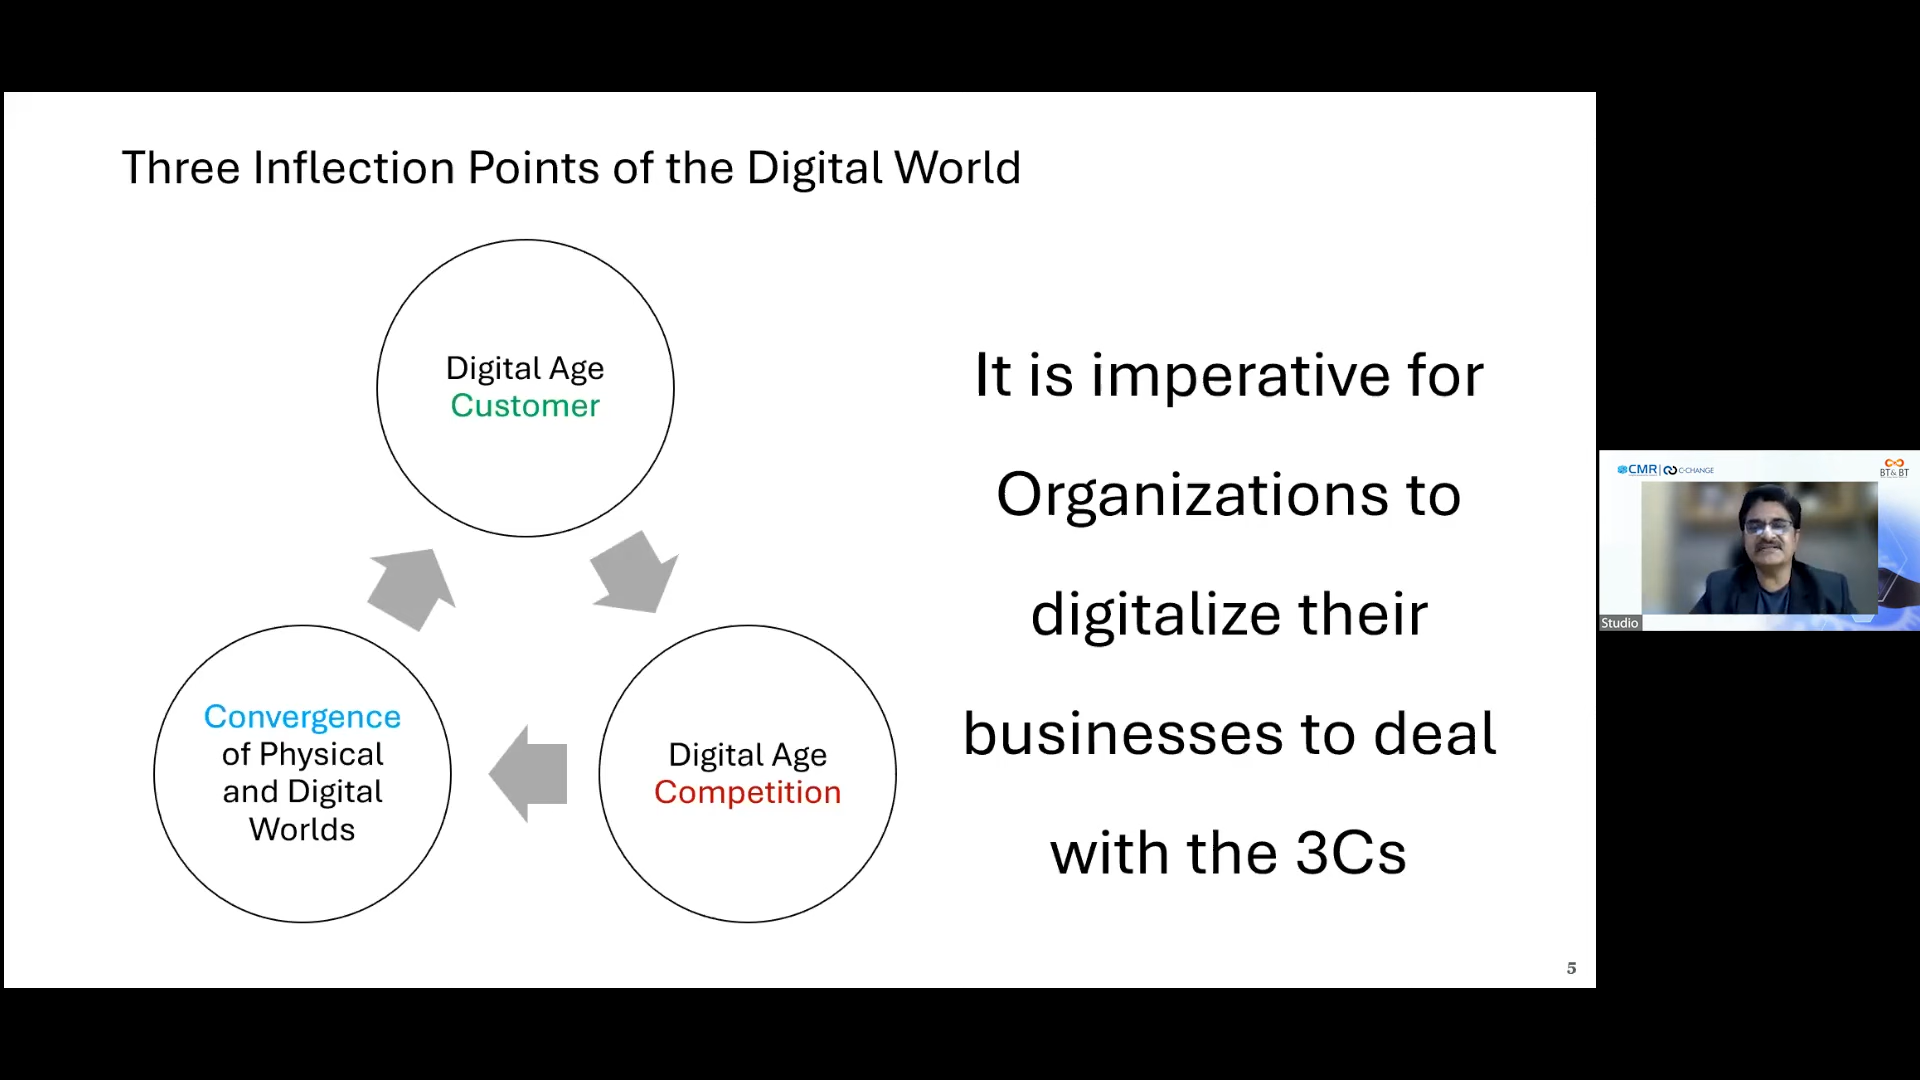 Three Inflection Points of the Digital World
Digital Age
Customer
Digital Age
Competition
Convergence
of Physical
and Digital
Worlds
It is imperative for
Organizations to
digitalize their
businesses to deal
with the 3Cs
5
CMR | C-CHANGE
BT& BT
Studio